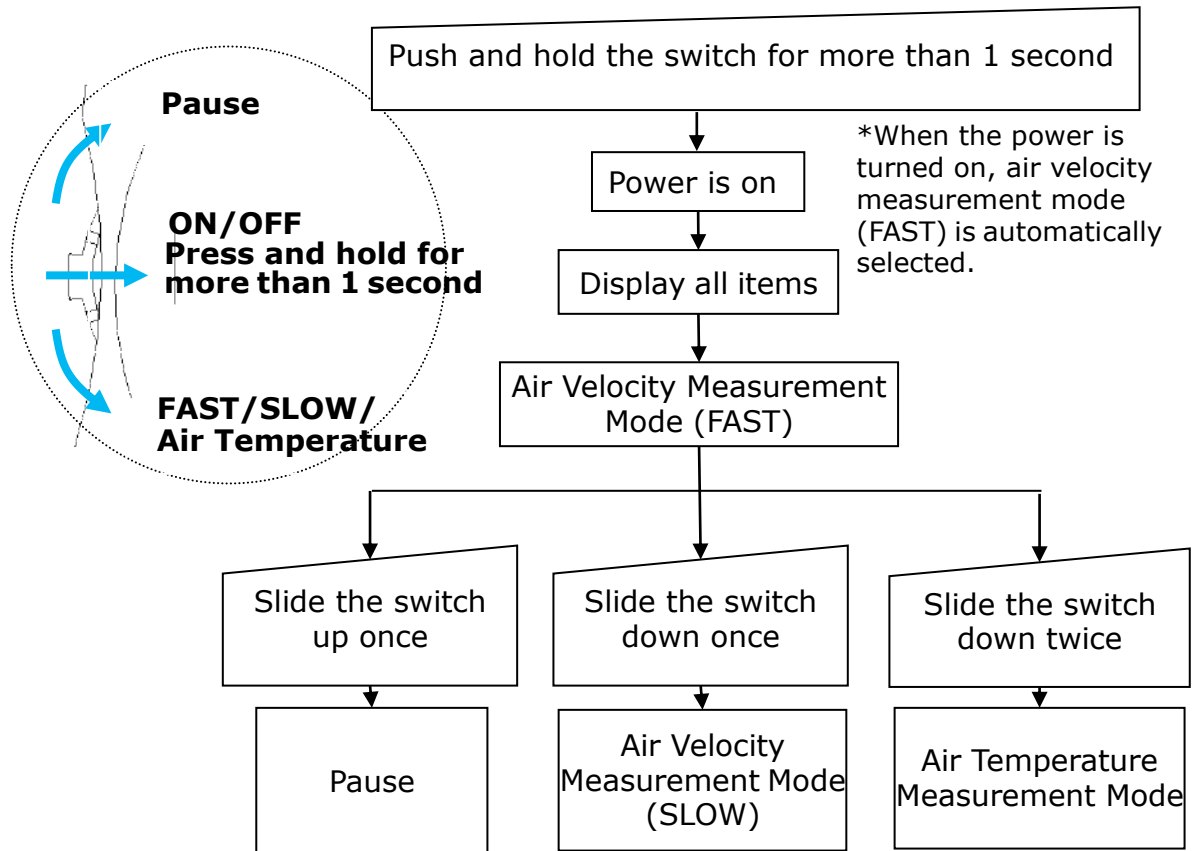 Push and hold the switch for more than 1 second
Pause
ON/OFF
Press and hold for
more than 1 second
FAST/SLOW/
Air Temperature
*When the power is
turned on, air velocity
measurement mode
(FAST) is automatically
selected.
Power is on
Display all items
Air Velocity Measurement
Mode (FAST)
Slide the switch
up once
Slide the switch
down once
Slide the switch
down twice
Pause
Air Velocity
Measurement Mode
(SLOW)
Air Temperature
Measurement Mode